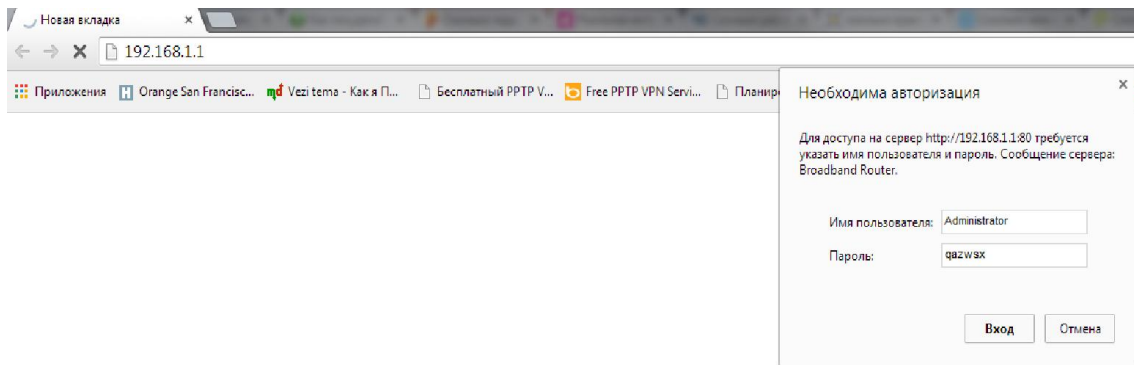 Новая вкладка
192.168.1.1
Приложения Orange San Francisc... Vezi tema - Как я П... Бесплатный PPTP V... Free PPTP VPN Servi... Планиро
Необходима авторизация
Для доступа на сервер http://192.168.1.1:80 требуется
указать имя пользователя и пароль. Сообщение сервера:
Broadband Router.
Имя пользователя: Administrator
Пароль: qazwsx
Вход Отмена